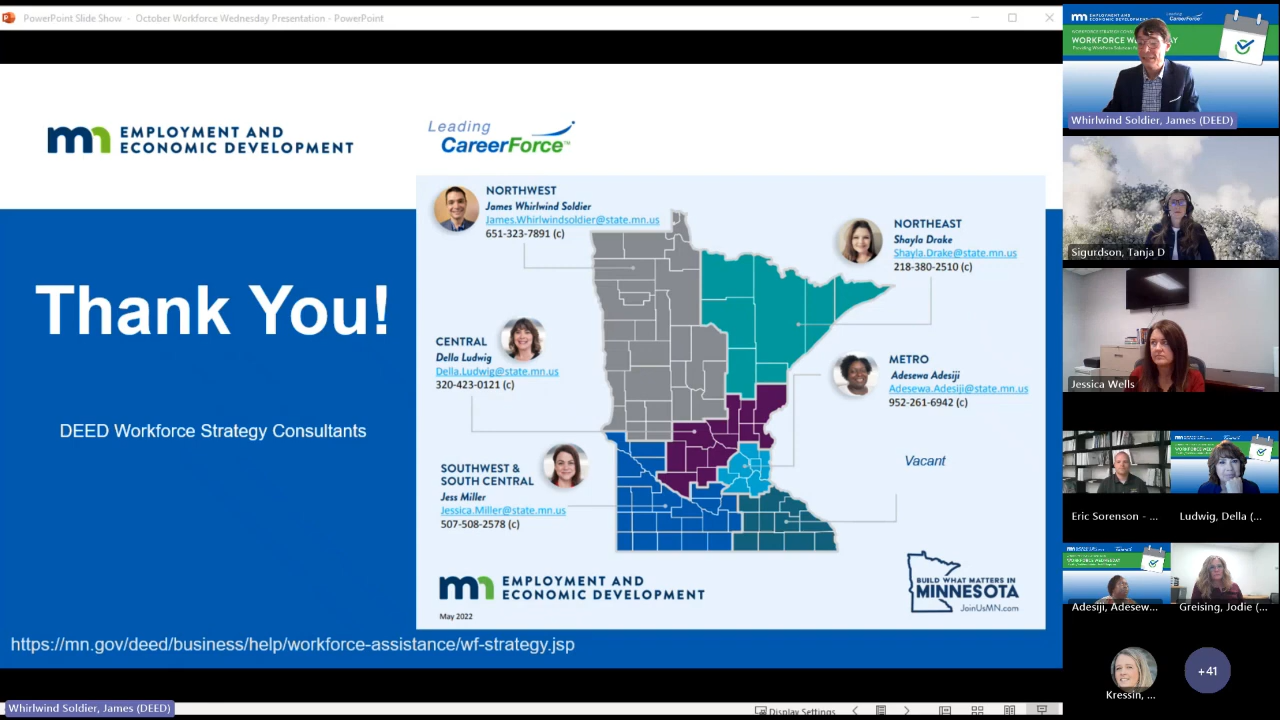 PowerPoint Slide Show - October Workforce Wednesday Presentation - PowerPoint
mn EMPLOYMENT AND
ECONOMIC DEVELOPMENT
Leading
CareerForce™
Thank You!
DEED Workforce Strategy Consultants
https://mn.gov/deed/business/help/workforce-assistance/wf-strategy.jsp
NORTHWEST
James Whirlwind Soldier
James.Whirlwindsoldier@state.mn.us
651-323-7891 (c)
NORTHEAST
Shayla Drake
Shayla.Drake@state.mn.us
218-380-2510 (c)
CENTRAL
Della Ludwig
Della.Ludwig@state.mn.us
320-423-0121 (c)
METRO
Adesewa Adesiji
Adesewa.Adesiji@state.mn.us
952-261-6942 (c)
SOUTHWEST &
SOUTH CENTRAL
Jess Miller
Jessica.Miller@state.mn.us
507-508-2578 (c)
Vacant
mn EMPLOYMENT AND
ECONOMIC DEVELOPMENT
May 2022
BUILD WHAT MATTERS IN
MINNESOTA
JoinUsMN.com
Whirlwind Soldier, James (DEED)
Display Settings
Whirlwind Soldier, James (DEED)
Sigurdson, Tanja D
Jessica Wells
Eric Sorenson - ...
Ludwig, Della (...
Adesiji, Adesew...
Greising, Jodie (...
Kressin, ...
+41